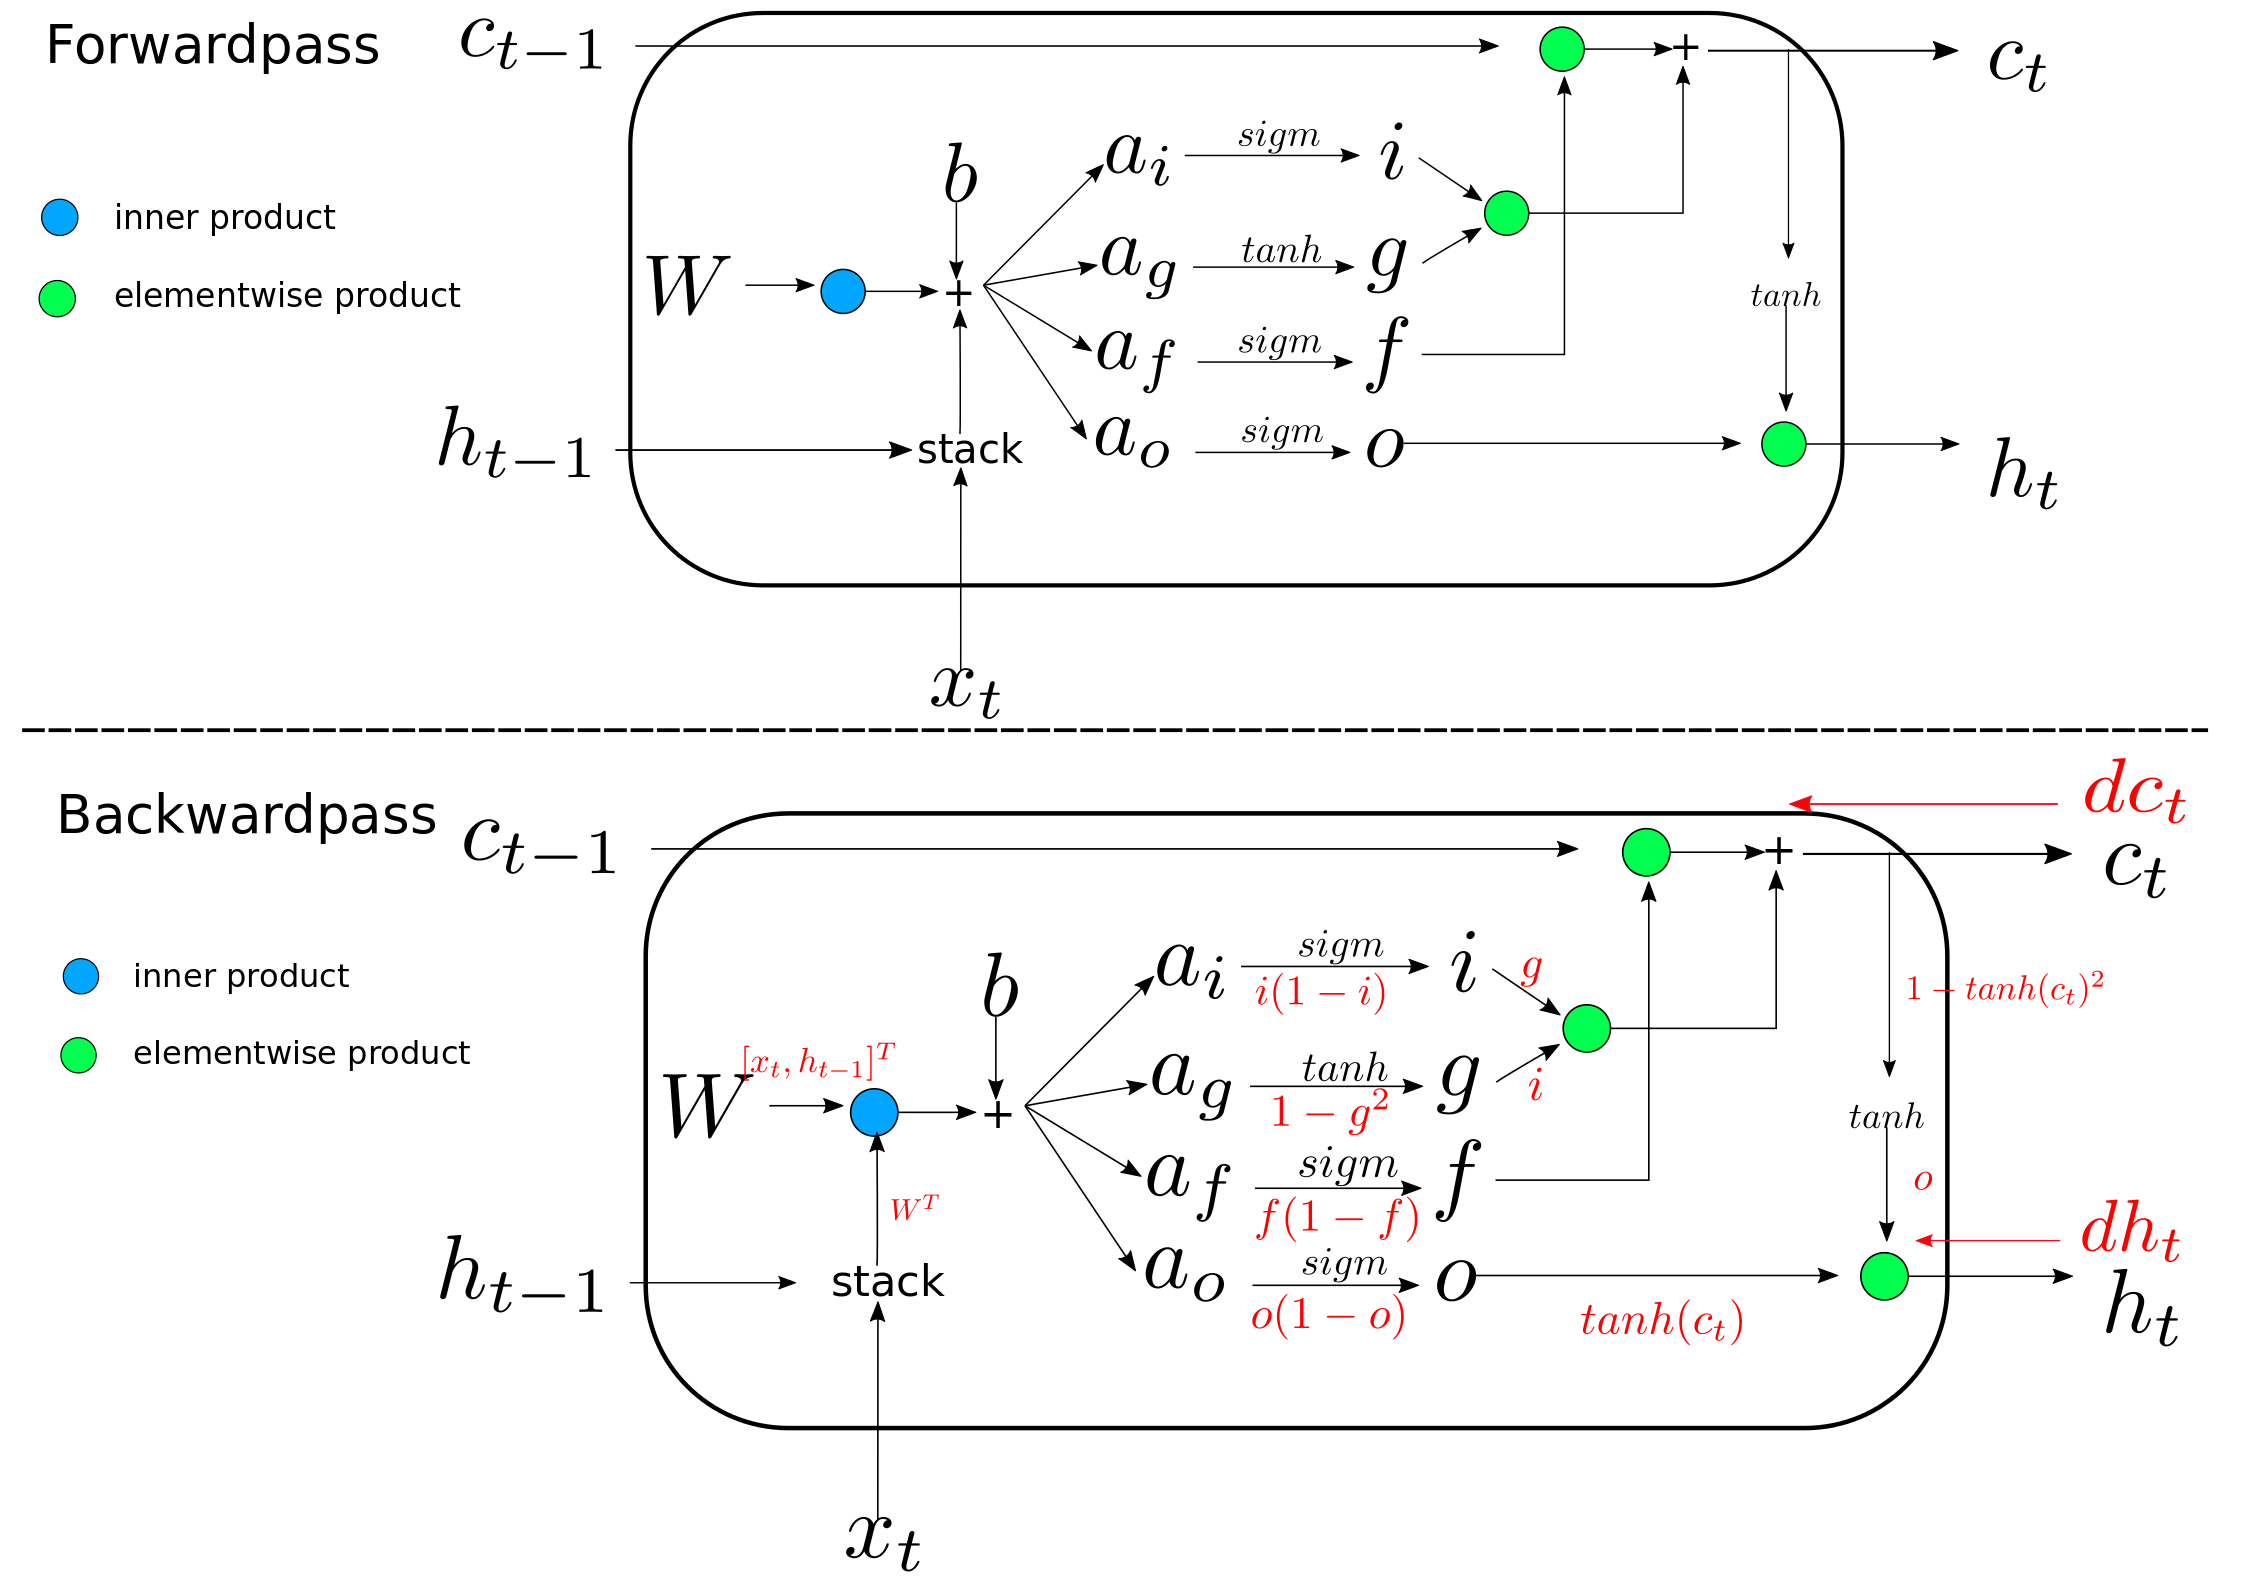 Forwardpass
c_{t-1}
+
c_t
sigm
a_i
i
b
inner product
tanh
a_g
g
W
+
elementwise product
tanh
sigm
a_f
f
sigm
a_o
o
h_{t-1}
stack
h_t
x_t
dc_t
Backwardpass
c_{t-1}
+
c_t
sigm
a_i
i
g
i(1 − i)
1 − tanh(c_t)^2
b
inner product
[x_t, h_{t-1}]^T
tanh
a_g
g
i
1 − g^2
elementwise product
W
+
tanh
sigm
a_f
f
o
W^T
f(1 − f)
dh_t
sigm
a_o
o
h_{t-1}
stack
h_t
o(1 − o)
tanh(c_t)
x_t